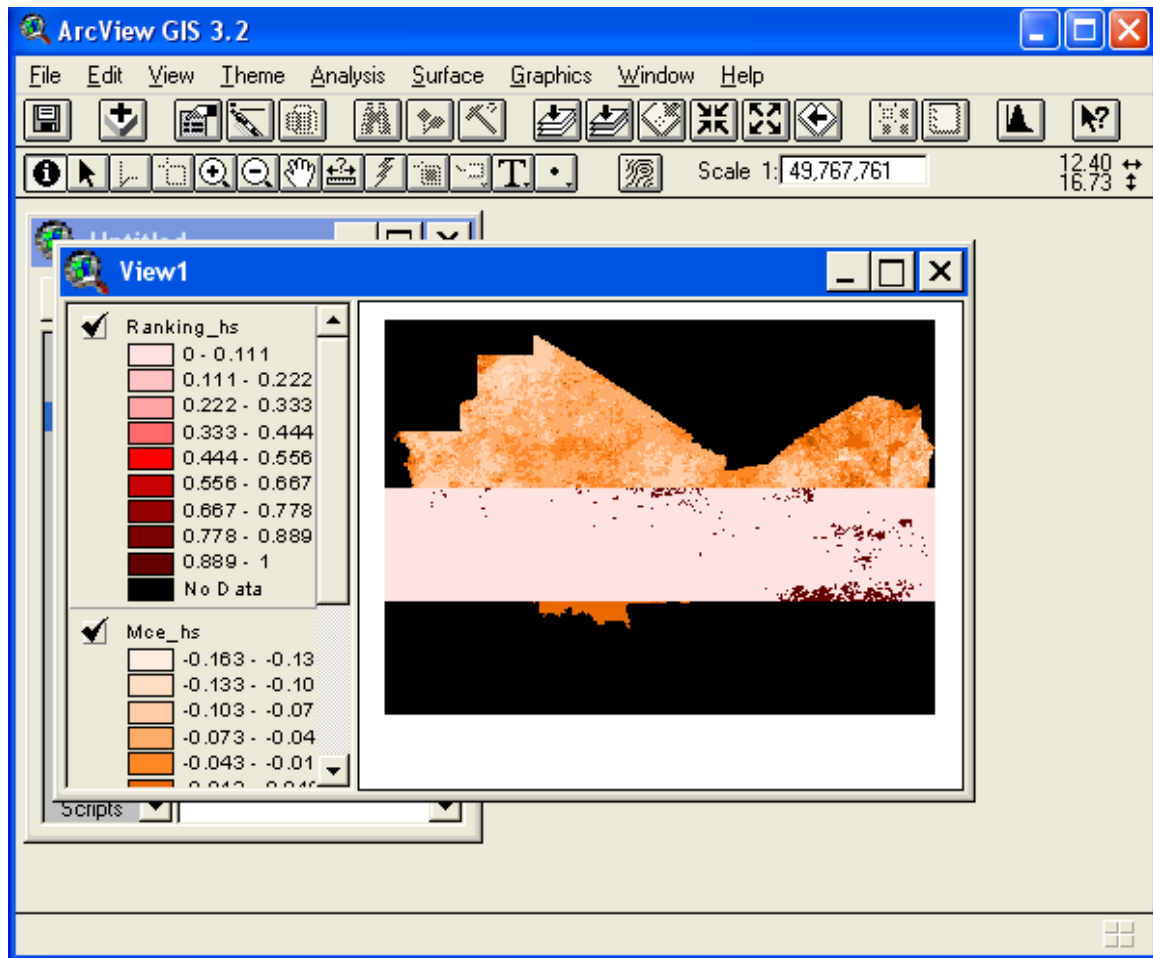 ArcView GIS 3.2
File Edit View Theme Analysis Surface Graphics Window Help
Scale 1: 49,767,761
12.40
16.73
View1
Ranking_hs
0 - 0.111
0.111 - 0.222
0.222 - 0.333
0.333 - 0.444
0.444 - 0.556
0.556 - 0.667
0.667 - 0.778
0.778 - 0.889
0.889 - 1
No Data
Mce_hs
-0.163 - -0.13
-0.133 - -0.10
-0.103 - -0.07
-0.073 - -0.04
-0.043 - -0.01
Scripts